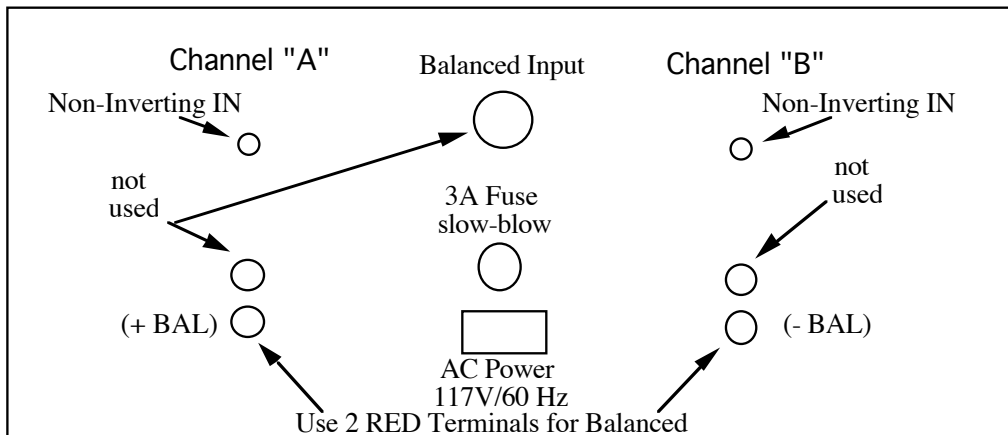 Channel "A"
Balanced Input
Channel "B"
Non-Inverting IN
Non-Inverting IN
not
used
3A Fuse
slow-blow
not
used
(+ BAL)
(- BAL)
AC Power
117V/60 Hz
Use 2 RED Terminals for Balanced